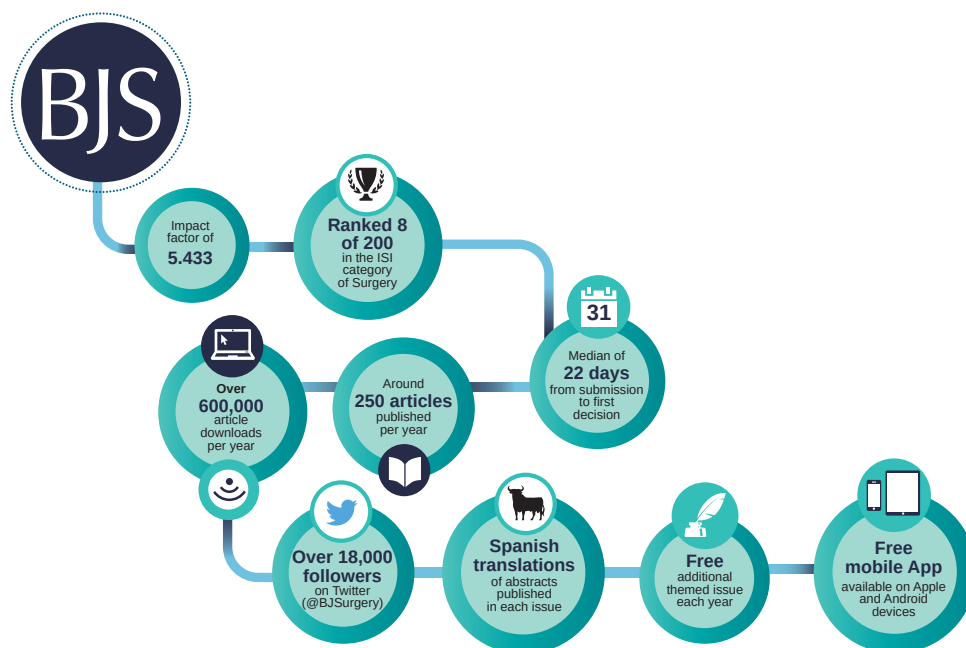 BJS
Impact
factor of
5.433
Ranked 8
of 200
in the ISI
category
of Surgery
31
Median of
22 days
from submission
to first
decision
Around
250 articles
published
per year
Over
600,000
article
downloads
per year
Over 18,000
followers
on Twitter
(@BJSurgery)
Spanish
translations
of abstracts
published
in each issue
Free
additional
themed issue
each year
Free
mobile App
available on Apple
and Android
devices